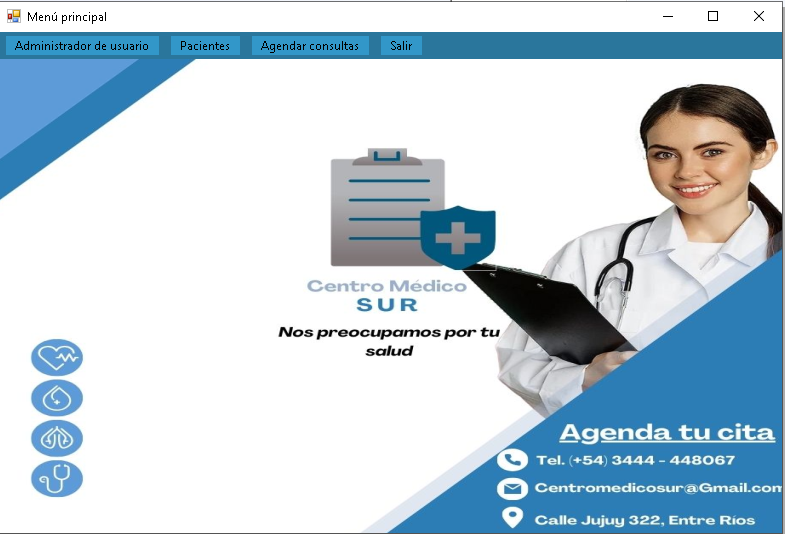 Menú principal
Administrador de usuario Pacientes Agendar consultas Salir
Centro Médico
SUR
Nos preocupamos por tu
salud
Agenda tu cita
Tel. (+54) 3444 - 448067
Centromedicosur@Gmail.com
Calle Jujuy 322, Entre Rios